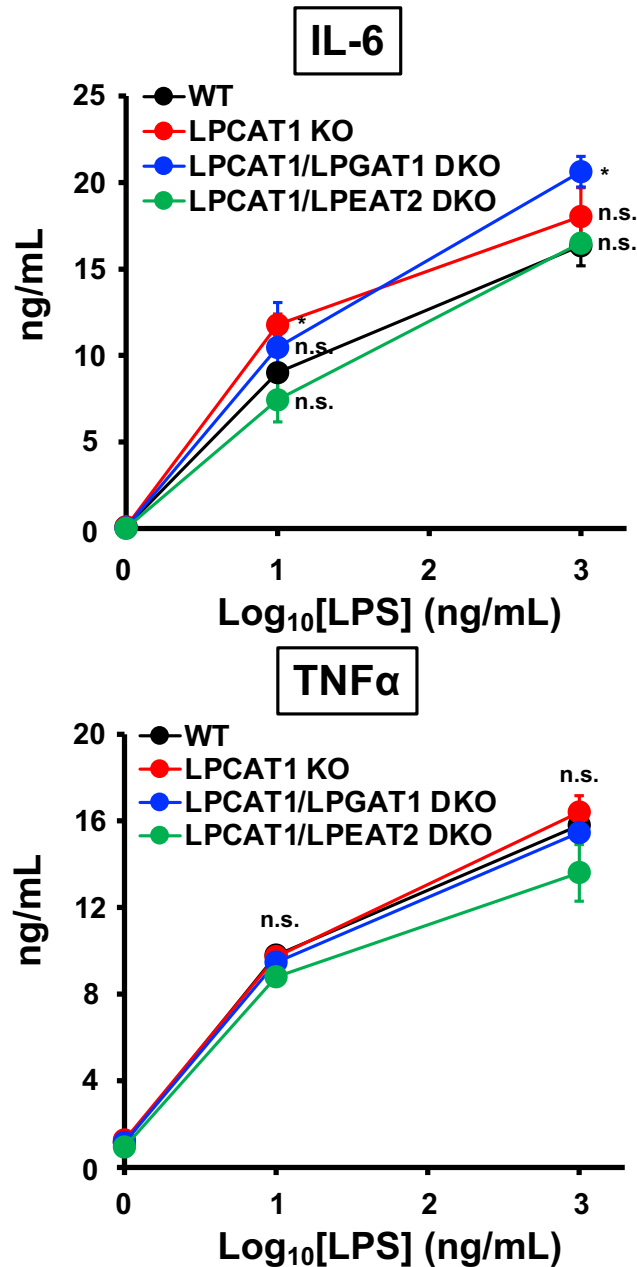 IL-6
25
20
15
10
5
0
ng/mL
WT
LPCAT1 KO
LPCAT1/LPGAT1 DKO
LPCAT1/LPEAT2 DKO
*
n.s.
n.s.
*
n.s.
n.s.
0 1 2 3
Log₁₀[LPS] (ng/mL)
TNFα
20
16
12
8
4
0
ng/mL
WT
LPCAT1 KO
LPCAT1/LPGAT1 DKO
LPCAT1/LPEAT2 DKO
n.s.
n.s.
0 1 2 3
Log₁₀[LPS] (ng/mL)